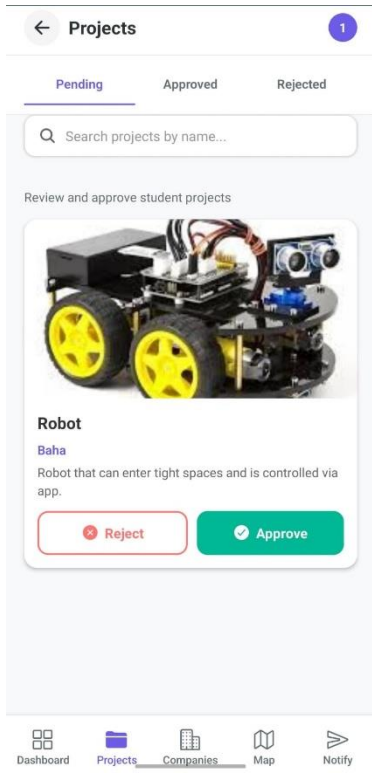 Projects
1
Pending Approved Rejected
Search projects by name...
Review and approve student projects
Robot
Baha
Robot that can enter tight spaces and is controlled via
app.
Reject Approve
Dashboard Projects Companies Map Notify